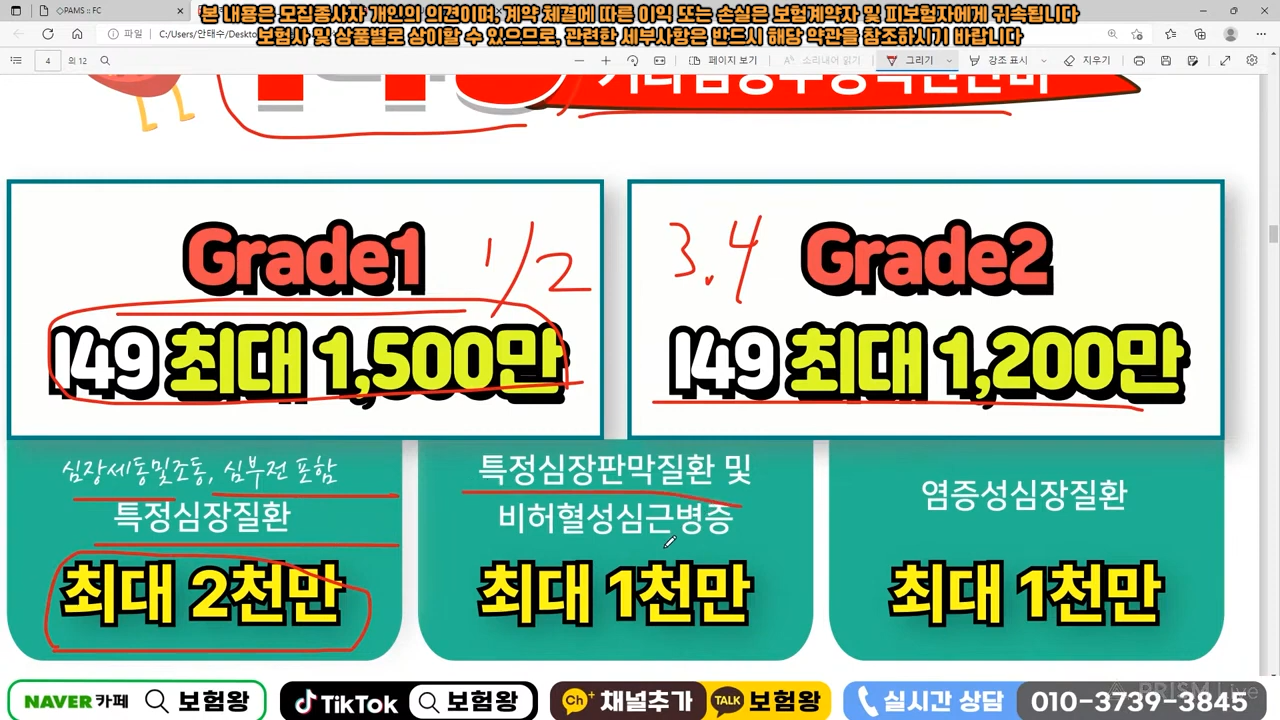 ◇PAMS :: FC
본 내용은 모집종사자 개인의 의견이며, 계약 체결에 따른 이익 또는 손실은 보험계약자 및 피보험자에게 귀속됩니다
파일 C:/Users/안태수/Deskto
보험사 및 상품별로 상이할 수 있으므로, 관련한 세부사항은 반드시 해당 약관을 참조하시기 바랍니다
4 의 12
페이지 보기
소리내어 읽기
그리기
강조 표시
지우기
Grade1 1/2
149 최대 1,500만
3.4 Grade2
149 최대 1,200만
심장세동및조동, 심부전 포함
특정심장질환
최대 2천만
특정심장판막질환 및
비허혈성심근병증
최대 1천만
염증성심장질환
최대 1천만
NAVER 카페 보험왕
TikTok 보험왕
Ch+ 채널추가 TALK 보험왕
실시간 상담 010-3739-3845
PRISM Live